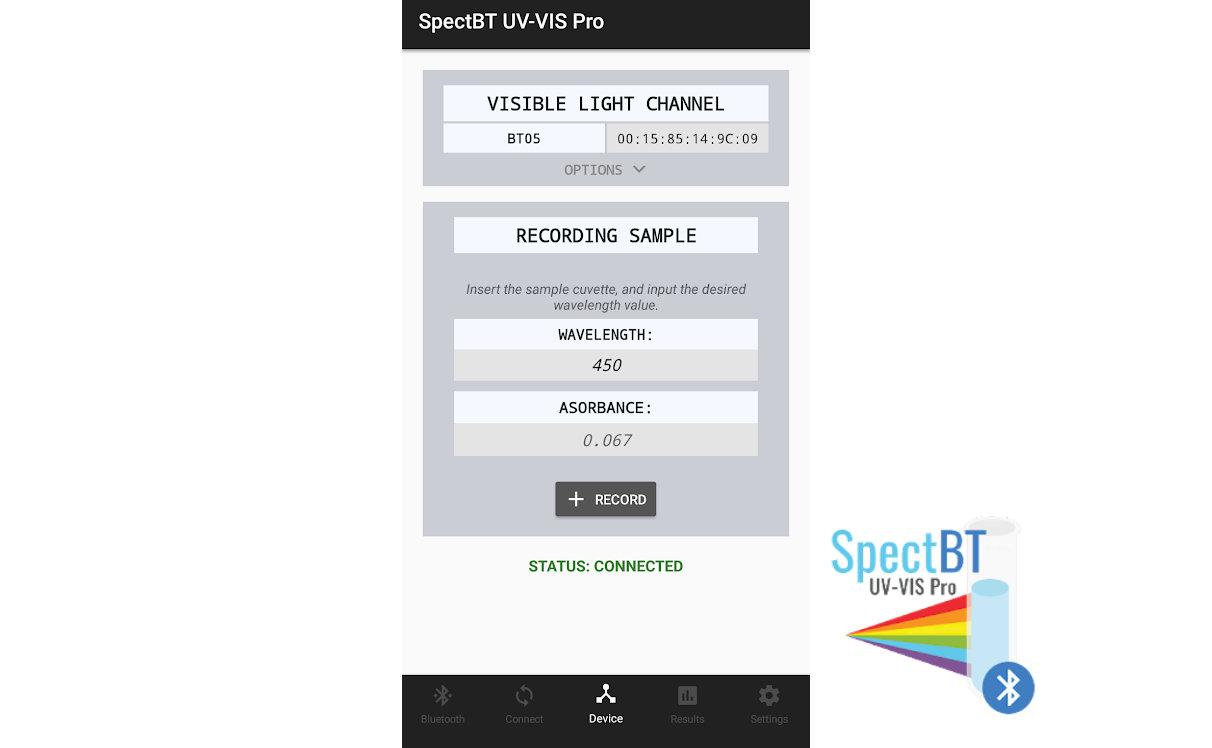 SpectBT UV-VIS Pro
VISIBLE LIGHT CHANNEL
BT05 00:15:85:14:9C:09
OPTIONS
RECORDING SAMPLE
Insert the sample cuvette, and input the desired
wavelength value.
WAVELENGTH:
450
ASORBANCE:
0.067
+ RECORD
STATUS: CONNECTED
Bluetooth Connect Device Results Settings
SpectBT
UV-VIS Pro